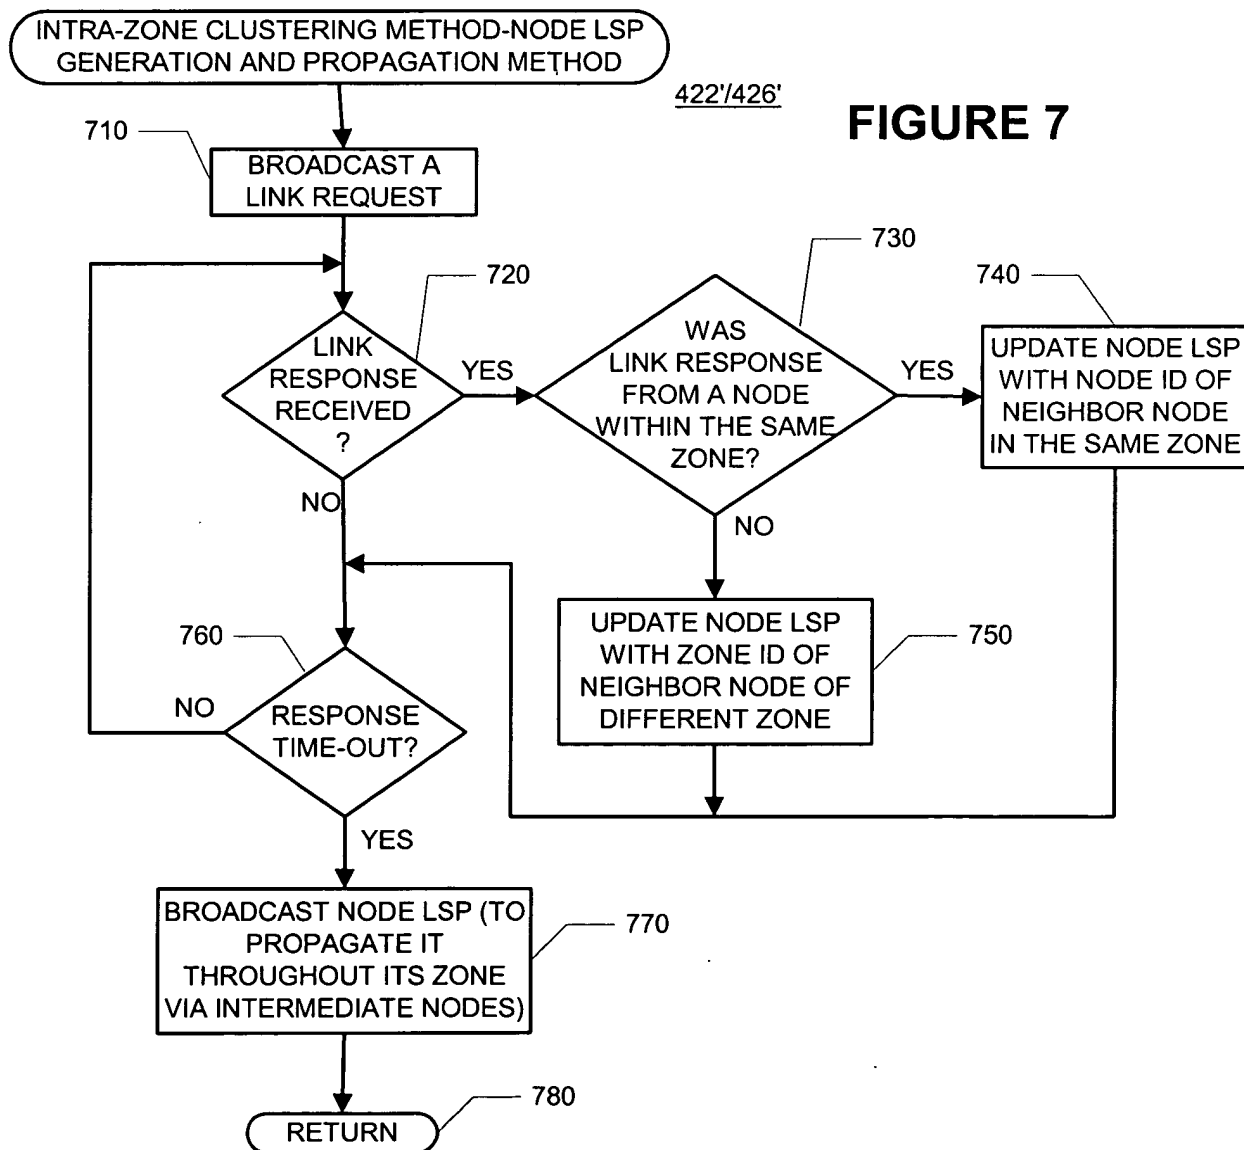 INTRA-ZONE CLUSTERING METHOD-NODE LSP
GENERATION AND PROPAGATION METHOD
422'/426'
FIGURE 7
710
BROADCAST A
LINK REQUEST
720
LINK
RESPONSE
RECEIVED
?
YES
NO
730
WAS
LINK RESPONSE
FROM A NODE
WITHIN THE SAME
ZONE?
YES
NO
740
UPDATE NODE LSP
WITH NODE ID OF
NEIGHBOR NODE
IN THE SAME ZONE
750
UPDATE NODE LSP
WITH ZONE ID OF
NEIGHBOR NODE OF
DIFFERENT ZONE
760
NO
RESPONSE
TIME-OUT?
YES
BROADCAST NODE LSP (TO
PROPAGATE IT
THROUGHOUT ITS ZONE
VIA INTERMEDIATE NODES)
770
780
RETURN